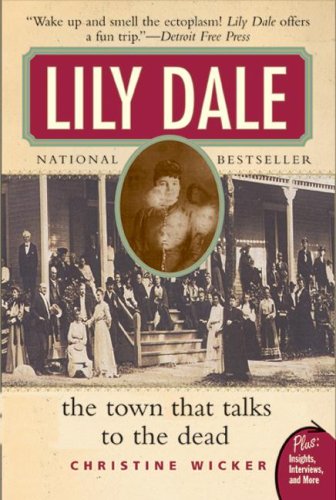 “Wake up and smell the ectoplasm! Lily Dale offers
a fun trip.”—Detroit Free Press
LILY DALE
NATIONAL BESTSELLER
the town that talks
to the dead
CHRISTINE WICKER
Plus:
Insights,
Interviews,
and More